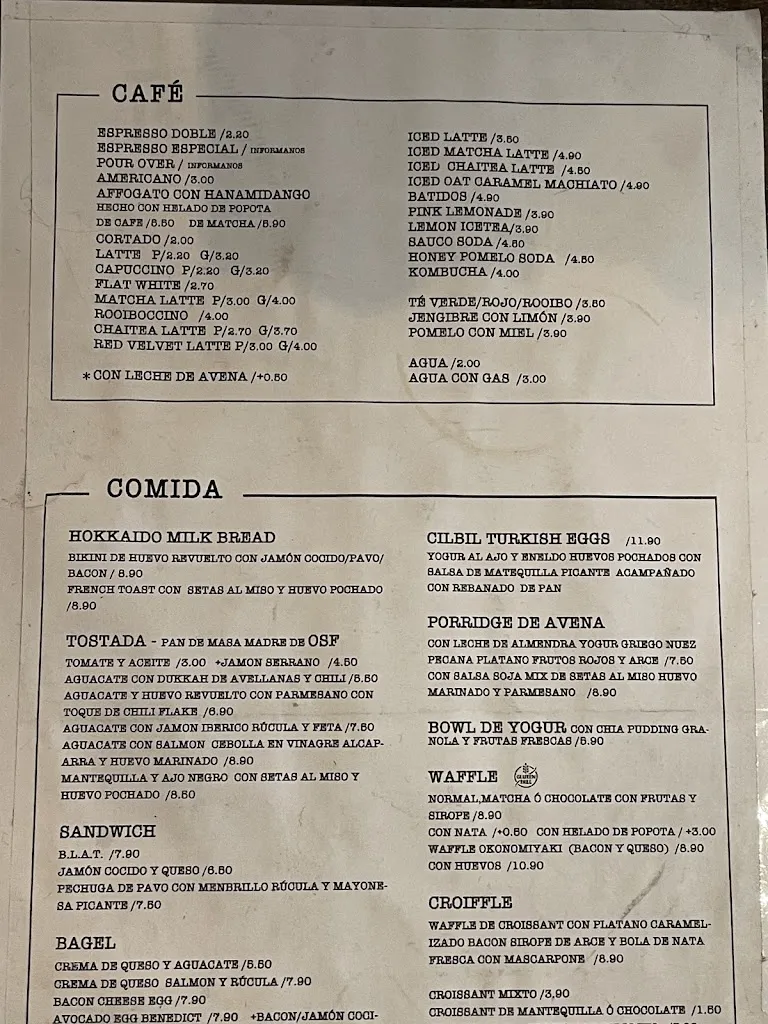 CAFÉ
ESPRESSO DOBLE /2.20
ESPRESSO ESPECIAL / INFORMANOS
POUR OVER / INFORMANOS
AMERICANO /3.00
AFFOGATO CON HANAMIDANGO
HECHO CON HELADO DE POPOTA
DE CAFE /5.50 DE MATCHA /5.90
CORTADO /2.00
LATTE P/2.20 G/3.20
CAPUCCINO P/2.20 G/3.20
FLAT WHITE /2.70
MATCHA LATTE P/3.00 G/4.00
ROOIBOCCINO /4.00
CHAITEA LATTE P/2.70 G/3.70
RED VELVET LATTE P/3.00 G/4.00
*CON LECHE DE AVENA /+0.50
ICED LATTE /3.50
ICED MATCHA LATTE /4.90
ICED CHAITEA LATTE /4.50
ICED OAT CARAMEL MACHIATO /4.90
BATIDOS /4.90
PINK LEMONADE /3.90
LEMON ICETEA/3.90
SAUCO SODA /4.50
HONEY POMELO SODA /4.50
KOMBUCHA /4.00
TÉ VERDE/ROJO/ROOIBO /3.50
JENGIBRE CON LIMÓN /3.90
POMELO CON MIEL /3.90
AGUA /2.00
AGUA CON GAS /3.00
COMIDA
HOKKAIDO MILK BREAD
BIKINI DE HUEVO REVUELTO CON JAMÓN COCIDO/PAVO/
BACON / 8.90
FRENCH TOAST CON SETAS AL MISO Y HUEVO POCHADO
/8.90
TOSTADA - PAN DE MASA MADRE DE OSF
TOMATE Y ACEITE /3.00 +JAMON SERRANO /4.50
AGUACATE CON DUKKAH DE AVELLANAS Y CHILI /5.50
AGUACATE Y HUEVO REVUELTO CON PARMESANO CON
TOQUE DE CHILI FLAKE /6.90
AGUACATE CON JAMON IBERICO RÚCULA Y FETA /7.50
AGUACATE CON SALMON CEBOLLA EN VINAGRE ALCAP-
ARRA Y HUEVO MARINADO /8.90
MANTEQUILLA Y AJO NEGRO CON SETAS AL MISO Y
HUEVO POCHADO /8.50
SANDWICH
B.L.A.T. /7.90
JAMÓN COCIDO Y QUESO /6.50
PECHUGA DE PAVO CON MENBRILLO RÚCULA Y MAYONE-
SA PICANTE /7.50
BAGEL
CREMA DE QUESO Y AGUACATE /5.50
CREMA DE QUESO SALMON Y RÚCULA /7.90
BACON CHEESE EGG /7.90
AVOCADO EGG BENEDICT /7.90 +BACON/JAMÓN COCI-
CILBIL TURKISH EGGS /11.90
YOGUR AL AJO Y ENELDO HUEVOS POCHADOS CON
SALSA DE MATEQUILLA PICANTE ACAMPAÑADO
CON REBANADO DE PAN
PORRIDGE DE AVENA
CON LECHE DE ALMENDRA YOGUR GRIEGO NUEZ
PECANA PLATANO FRUTOS ROJOS Y ARCE /7.50
CON SALSA SOJA MIX DE SETAS AL MISO HUEVO
MARINADO Y PARMESANO /8.90
BOWL DE YOGUR CON CHIA PUDDING GRA-
NOLA Y FRUTAS FRESCAS /5.90
WAFFLE GLUTEN FREE
NORMAL,MATCHA Ó CHOCOLATE CON FRUTAS Y
SIROPE /8.90
CON NATA /+0.50 CON HELADO DE POPOTA / +3.00
WAFFLE OKONOMIYAKI (BACON Y QUESO) /8.90
CON HUEVOS /10.90
CROIFFLE
WAFFLE DE CROISSANT CON PLATANO CARAMEL-
IZADO BACON SIROPE DE ARCE Y BOLA DE NATA
FRESCA CON MASCARPONE /8.90
CROISSANT MIXTO /3,90
CROISSANT DE MANTEQUILLA Ó CHOCOLATE /1.50